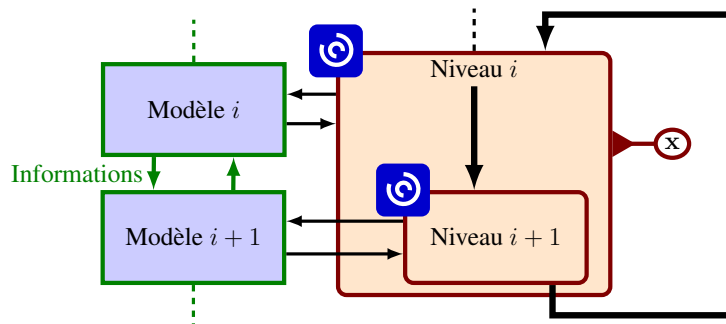 Niveau i
Modèle i
x
Informations
Modèle i + 1
Niveau i + 1